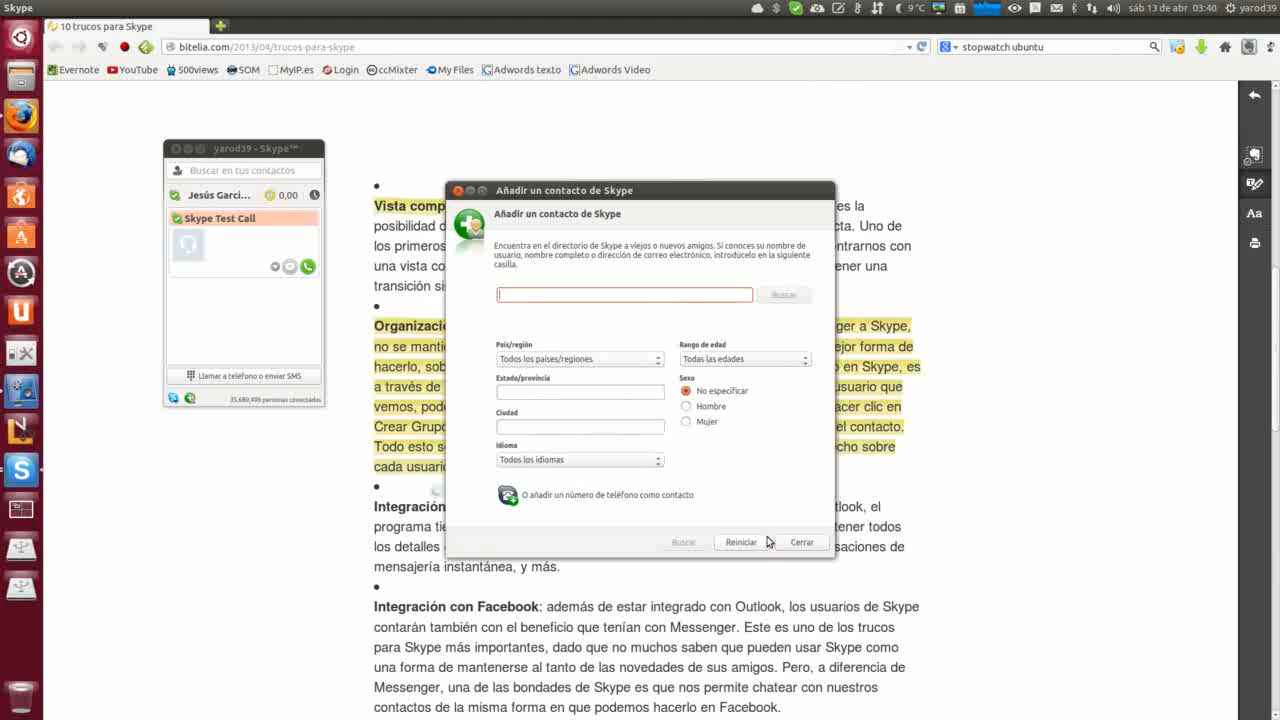 Skype
9°C
sáb 13 de abr 03:40
yarod39
10 trucos para Skype
bitelia.com/2013/04/trucos-para-skype
stopwatch ubuntu
Evernote
YouTube
500views
SOM
MyIP.es
Login
ccMixter
My Files
Adwords texto
Adwords Video
yarod39 - Skype™
Buscar en tus contactos
Jesús Garci...
0,00
Skype Test Call
Llamar a teléfono o enviar SMS
35.689.496 personas conectadas
Añadir un contacto de Skype
Añadir un contacto de Skype
Encuentra en el directorio de Skype a viejos o nuevos amigos. Si conoces su nombre de
usuario, nombre completo o dirección de correo electrónico, introdúcelo en la siguiente
casilla.
Buscar
País/región
Todos los países/regiones
Estado/provincia
Ciudad
Idioma
Todos los idiomas
Rango de edad
Todas las edades
Sexo
No especificar
Hombre
Mujer
O añadir un número de teléfono como contacto
Buscar
Reiniciar
Cerrar
Vista comp es la
posibilidad d cta. Uno de
los primeros ntrarnos con
una vista co ener una
transición si
Organizaci ger a Skype,
no se manti ejor forma de
hacerlo, sob o en Skype, es
a través de usuario que
vemos, pod acer clic en
Crear Grup el contacto.
Todo esto s cho sobre
cada usuari
Integración tlook, el
programa tie tener todos
los detalles saciones de
mensajería instantánea, y más.
Integración con Facebook: además de estar integrado con Outlook, los usuarios de Skype
contarán también con el beneficio que tenían con Messenger. Este es uno de los trucos
para Skype más importantes, dado que no muchos saben que pueden usar Skype como
una forma de mantenerse al tanto de las novedades de sus amigos. Pero, a diferencia de
Messenger, una de las bondades de Skype es que nos permite chatear con nuestros
contactos de la misma forma en que podemos hacerlo en Facebook.
Aa